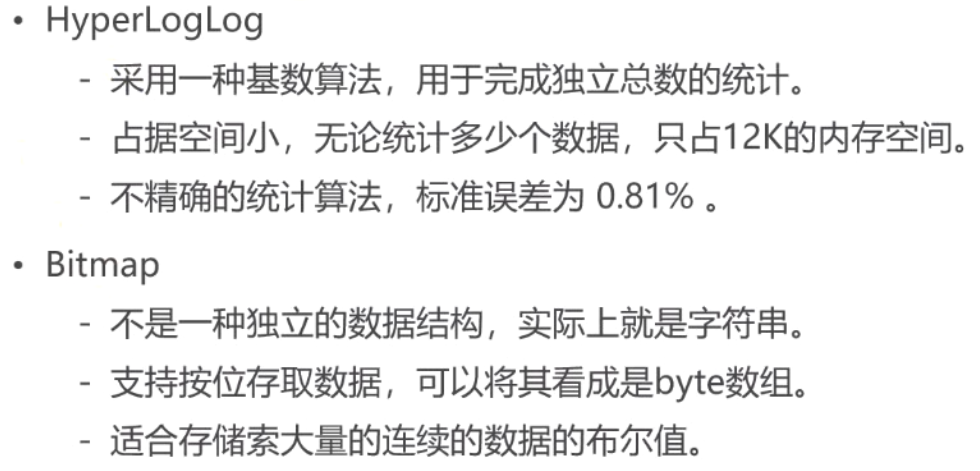 • HyperLogLog
- 采用一种基数算法，用于完成独立总数的统计。
- 占据空间小，无论统计多少个数据，只占12K的内存空间。
- 不精确的统计算法，标准误差为 0.81% 。
• Bitmap
- 不是一种独立的数据结构，实际上就是字符串。
- 支持按位存取数据，可以将其看成是byte数组。
- 适合存储索大量的连续的数据的布尔值。